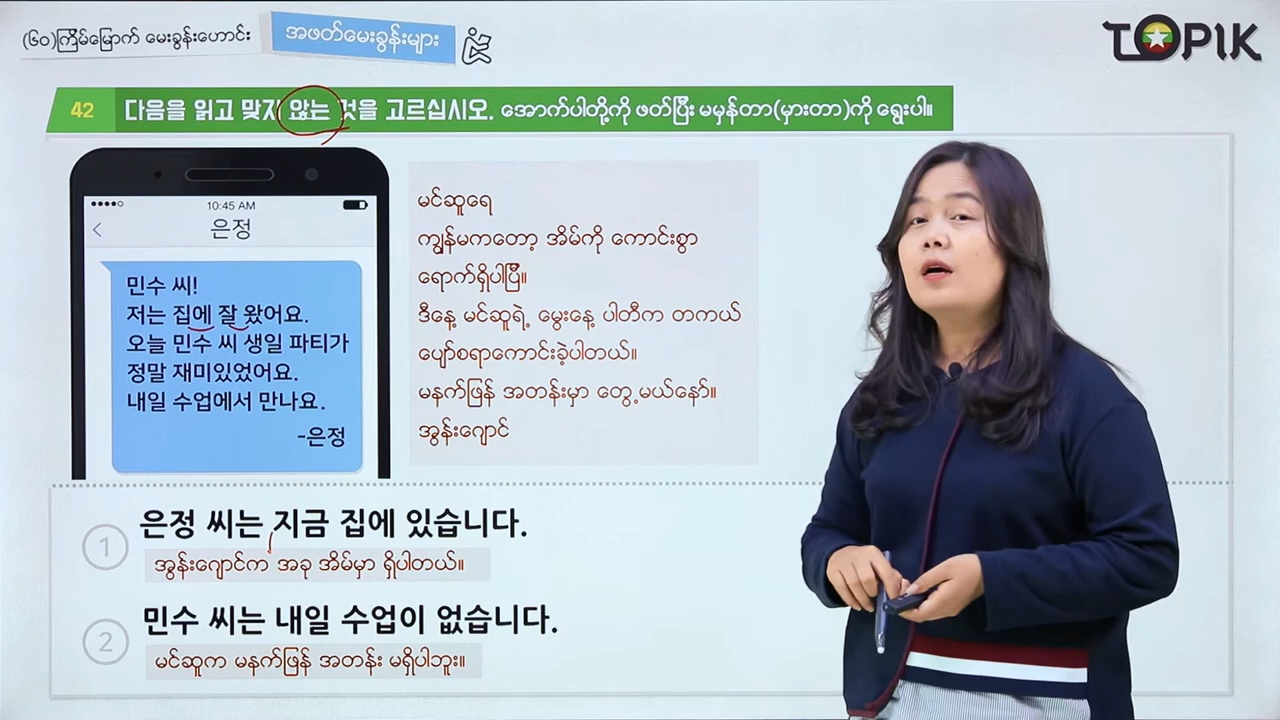 (၆၀)ကြိမ်မြောက် မေးခွန်းဟောင်း
အဖတ်မေးခွန်းများ
TOPIK
42 다음을 읽고 맞지 않는 것을 고르십시오. အောက်ပါတို့ကို ဖတ်ပြီး မမှန်တာ(မှားတာ)ကို ရွေးပါ။
10:45 AM
은정
민수 씨!
저는 집에 잘 왔어요.
오늘 민수 씨 생일 파티가
정말 재미있었어요.
내일 수업에서 만나요.
-은정
မင်ဆူရေ
ကျွန်မကတော့ အိမ်ကို ကောင်းစွာ
ရောက်ရှိပါပြီ။
ဒီနေ့ မင်ဆူရဲ့ မွေးနေ့ ပါတီက တကယ်
ပျော်စရာကောင်းခဲ့ပါတယ်။
မနက်ဖြန် အတန်းမှာ တွေ့မယ်နော်။
အွန်းဂျောင်
1 은정 씨는 지금 집에 있습니다.
အွန်းဂျောင်က အခု အိမ်မှာ ရှိပါတယ်။
2 민수 씨는 내일 수업이 없습니다.
မင်ဆူက မနက်ဖြန် အတန်း မရှိပါဘူး။